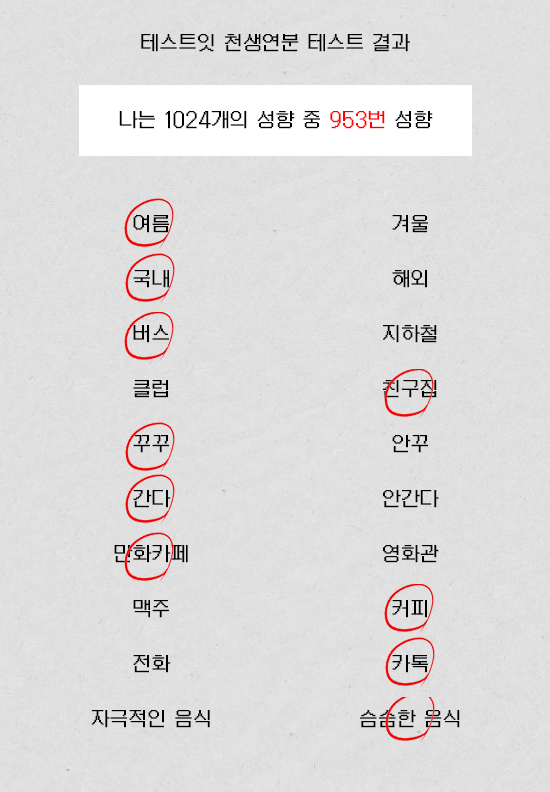 테스트잇 천생연분 테스트 결과
나는 1024개의 성향 중 953번 성향
여름 겨울
국내 해외
버스 지하철
클럽 친구집
꾸꾸 안꾸
간다 안간다
만화카페 영화관
맥주 커피
전화 카톡
자극적인 음식 슴슴한 음식